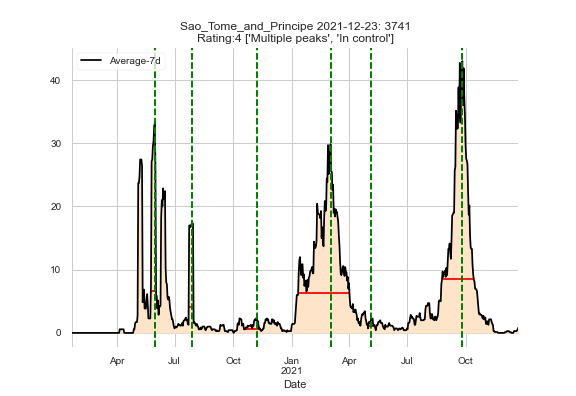 Sao_Tome_and_Principe 2021-12-23: 3741
Rating:4 ['Multiple peaks', 'In control']
Average-7d
40
30
20
10
0
Apr Jul Oct Jan Apr Jul Oct
2021
Date